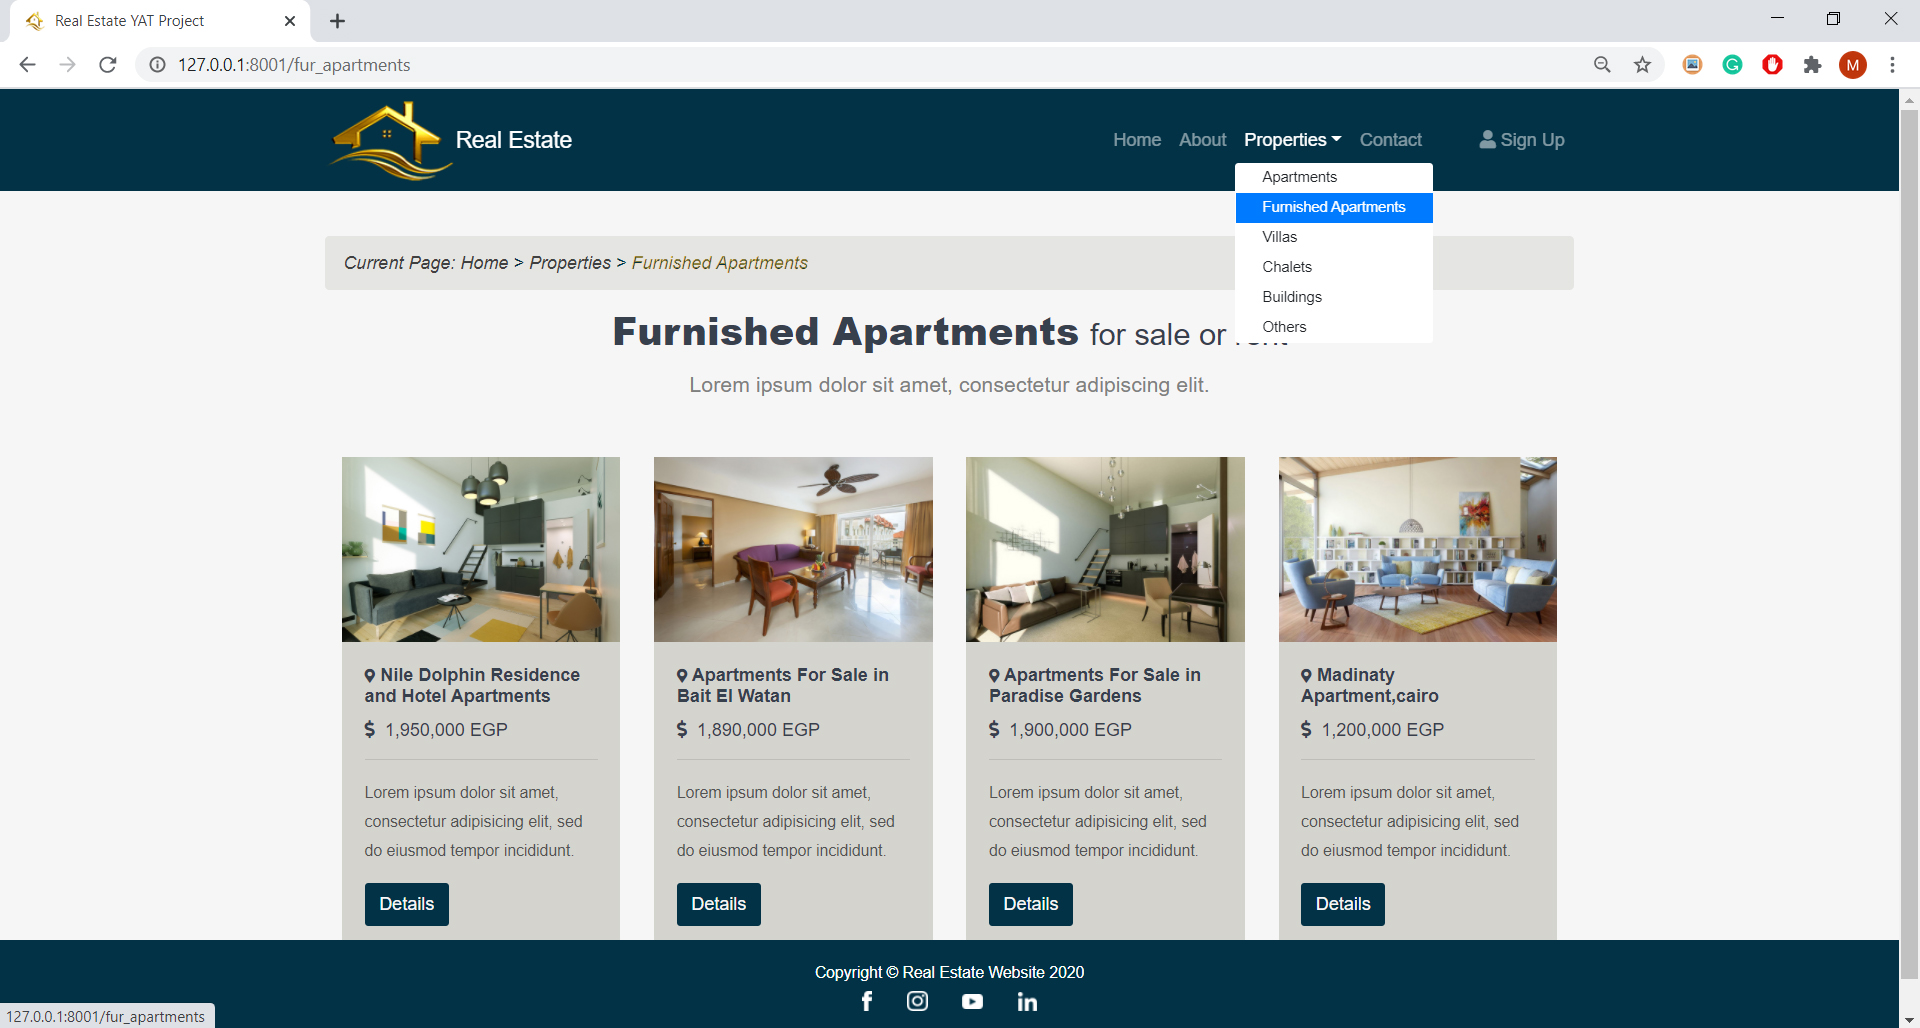 Real Estate YAT Project
127.0.0.1:8001/fur_apartments
M
Real Estate
Home About Properties Contact Sign Up
Apartments
Furnished Apartments
Villas
Chalets
Buildings
Others
Current Page: Home > Properties > Furnished Apartments
Furnished Apartments for sale or
Lorem ipsum dolor sit amet, consectetur adipiscing elit.
Nile Dolphin Residence
and Hotel Apartments
$ 1,950,000 EGP
Lorem ipsum dolor sit amet,
consectetur adipisicing elit, sed
do eiusmod tempor incididunt.
Details
Apartments For Sale in
Bait El Watan
$ 1,890,000 EGP
Lorem ipsum dolor sit amet,
consectetur adipisicing elit, sed
do eiusmod tempor incididunt.
Details
Apartments For Sale in
Paradise Gardens
$ 1,900,000 EGP
Lorem ipsum dolor sit amet,
consectetur adipisicing elit, sed
do eiusmod tempor incididunt.
Details
Madinaty
Apartment,cairo
$ 1,200,000 EGP
Lorem ipsum dolor sit amet,
consectetur adipisicing elit, sed
do eiusmod tempor incididunt.
Details
Copyright © Real Estate Website 2020
127.0.0.1:8001/fur_apartments